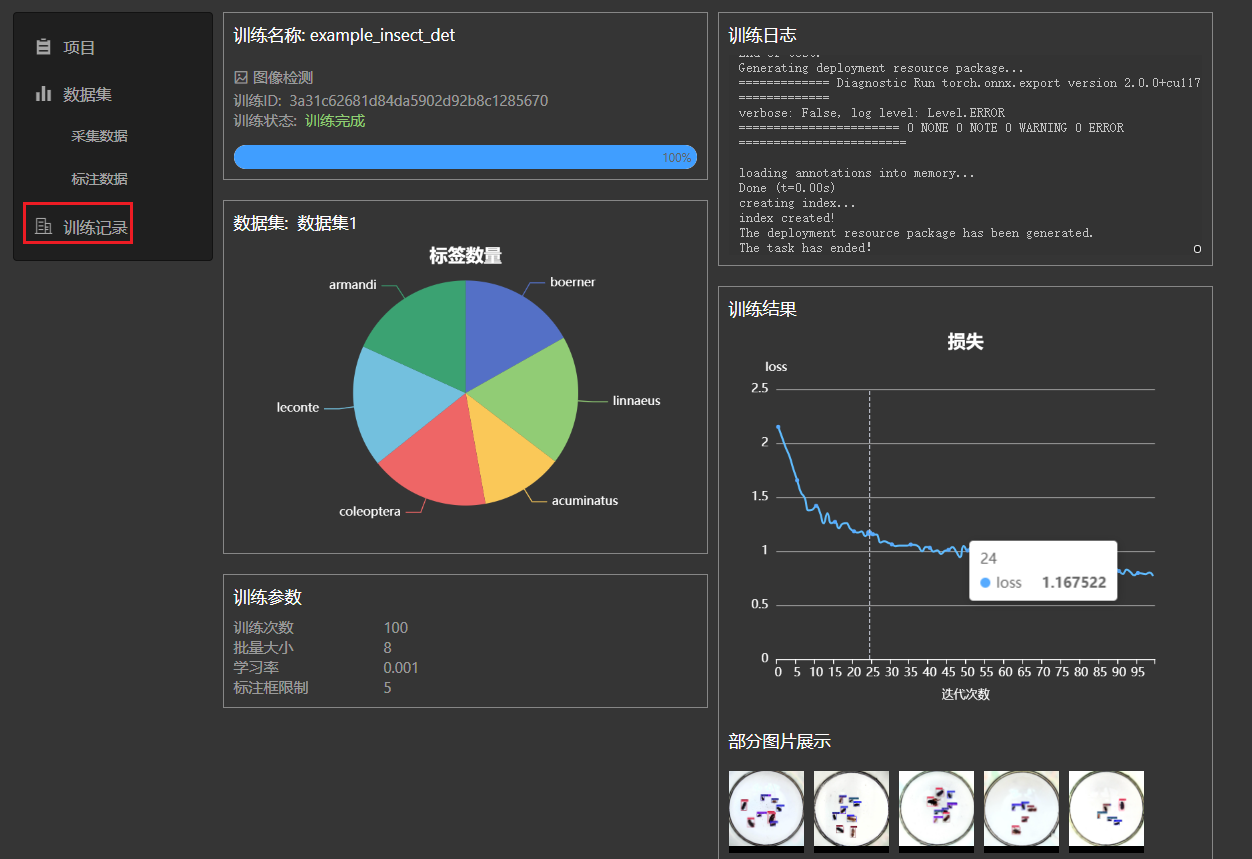 项目
数据集
采集数据
标注数据
训练记录
训练名称: example_insect_det
图像检测
训练ID: 3a31c62681d84da5902d92b8c1285670
训练状态: 训练完成
100%
数据集: 数据集1
标签数量
armandi
boerner
leconte
linnaeus
coleoptera
acuminatus
训练参数
训练次数 100
批量大小 8
学习率 0.001
标注框限制 5
训练日志
End of test.
Generating deployment resource package...
============= Diagnostic Run torch.onnx.export version 2.0.0+cu117
=============
verbose: False, log level: Level.ERROR
======================= 0 NONE 0 NOTE 0 WARNING 0 ERROR
========================
loading annotations into memory...
Done (t=0.00s)
creating index...
index created!
The deployment resource package has been generated.
The task has ended!
训练结果
损失
loss
2.5
2
1.5
1
0.5
0
24
loss 1.167522
0 5 10 15 20 25 30 35 40 45 50 55 60 65 70 75 80 85 90 95
迭代次数
部分图片展示